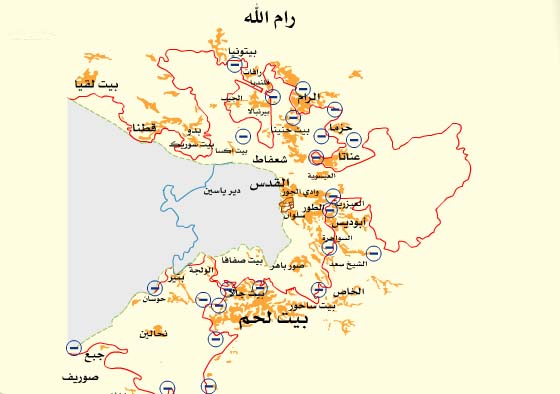 رام الله
بيتونيا
رافات
قلنديا
بيت لقيا
الجيب
الرام
بيرنبالا
قطنا
بدو
بيت حنينا
حزما
بيت سوريك
بيت اكسا
شعفاط
عناتا
العيسوية
القدس
دير ياسين
وادي الجوز
العيزرية
الطور
سلوان
أبوديس
السواحرة
الشيخ سعد
بيت صفافا
صور باهر
الولجة
بتير
حوسان
بيت جالا
الخاص
بيت ساحور
بيت لحم
نحالين
جبع
صوريف